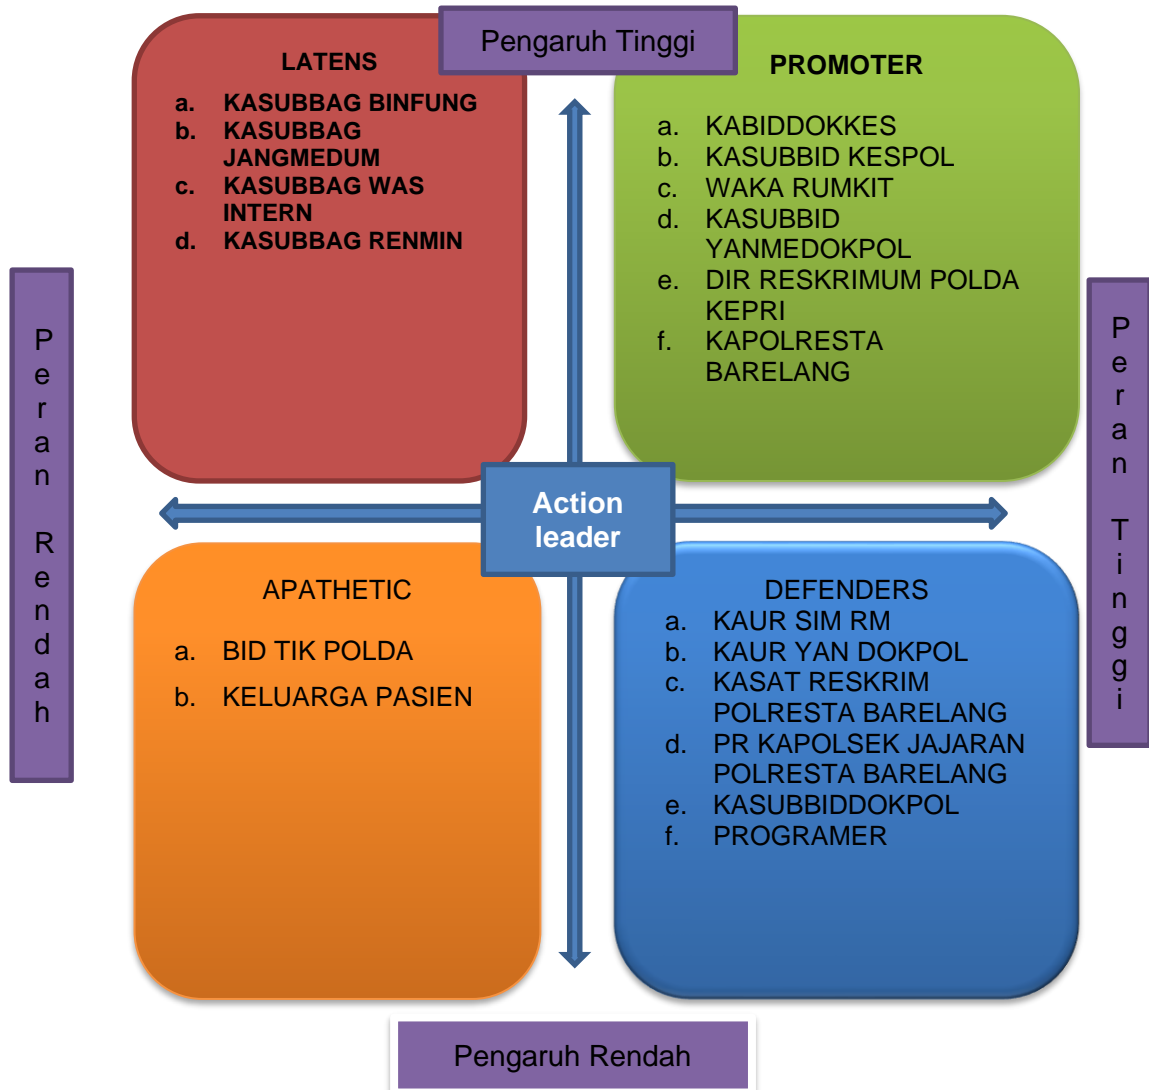 Pengaruh Tinggi
LATENS
a. KASUBBAG BINFUNG
b. KASUBBAG
JANGMEDUM
c. KASUBBAG WAS
INTERN
d. KASUBBAG RENMIN
PROMOTER
a. KABIDDOKKES
b. KASUBBID KESPOL
c. WAKA RUMKIT
d. KASUBBID
YANMEDOKPOL
e. DIR RESKRIMUM POLDA
KEPRI
f. KAPOLRESTA
BARELANG
Peran Rendah
Peran Tinggi
Action
leader
APATHETIC
a. BID TIK POLDA
b. KELUARGA PASIEN
DEFENDERS
a. KAUR SIM RM
b. KAUR YAN DOKPOL
c. KASAT RESKRIM
POLRESTA BARELANG
d. PR KAPOLSEK JAJARAN
POLRESTA BARELANG
e. KASUBBIDDOKPOL
f. PROGRAMER
Pengaruh Rendah